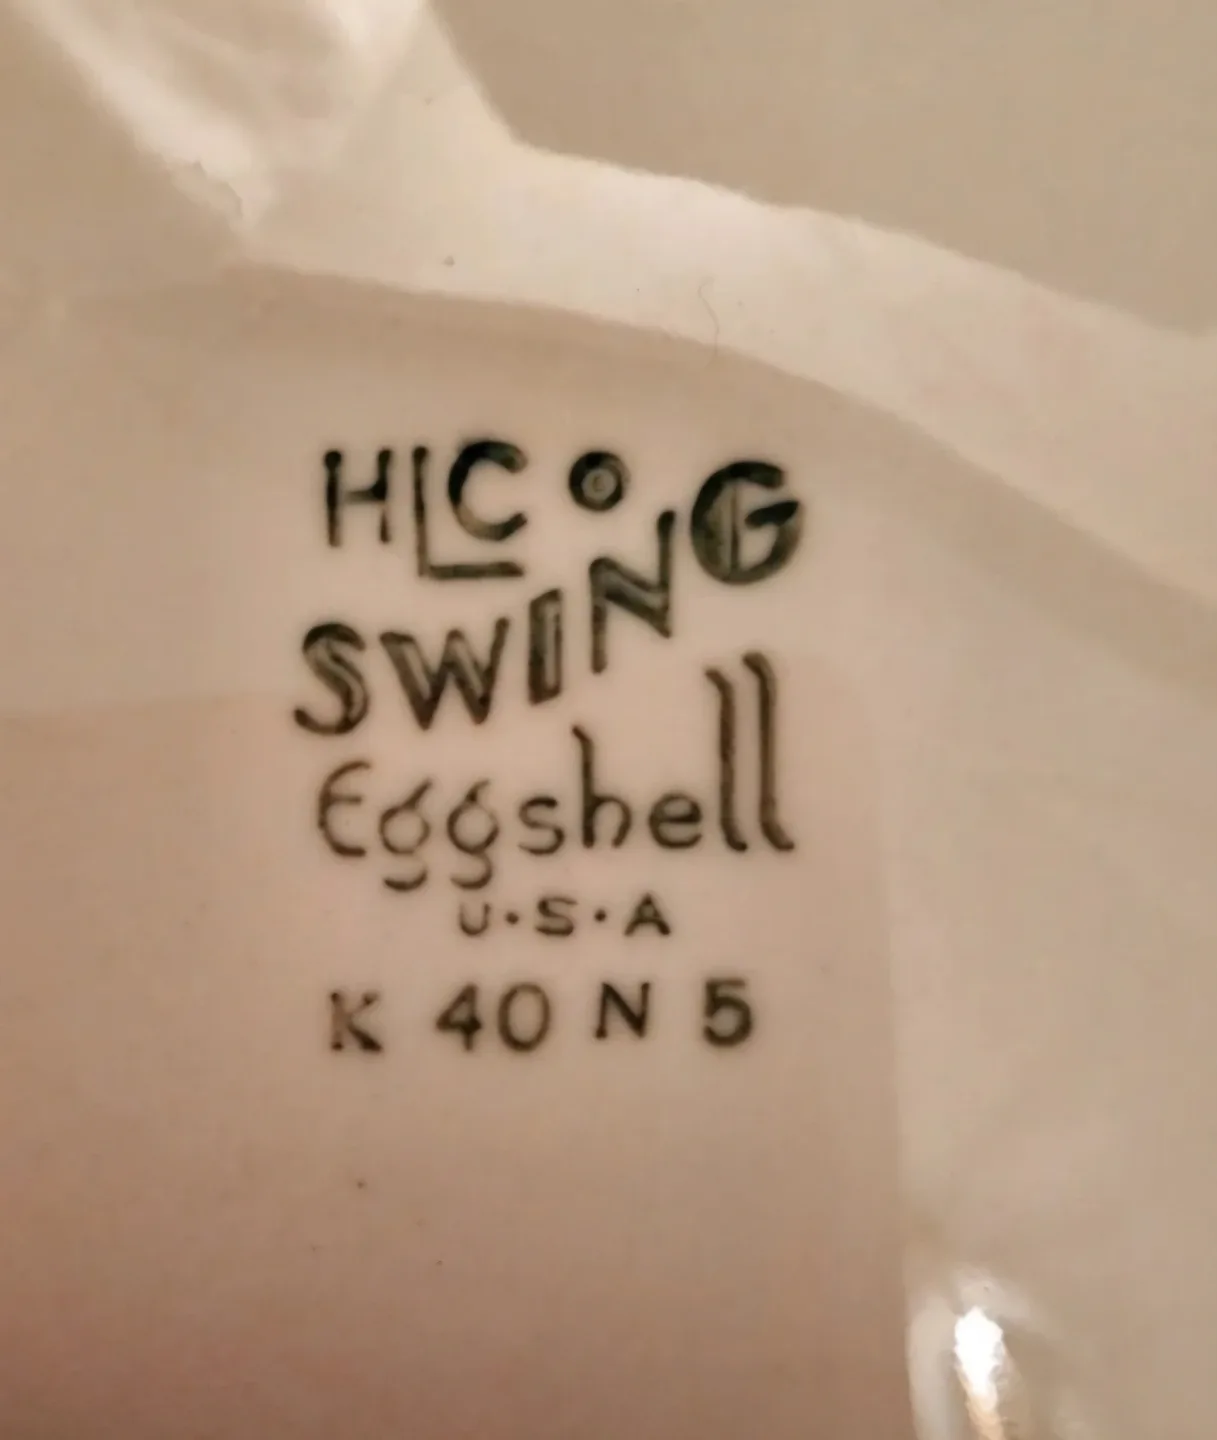 HLCo
SWING
Eggshell
U·S·A
K 40 N 5